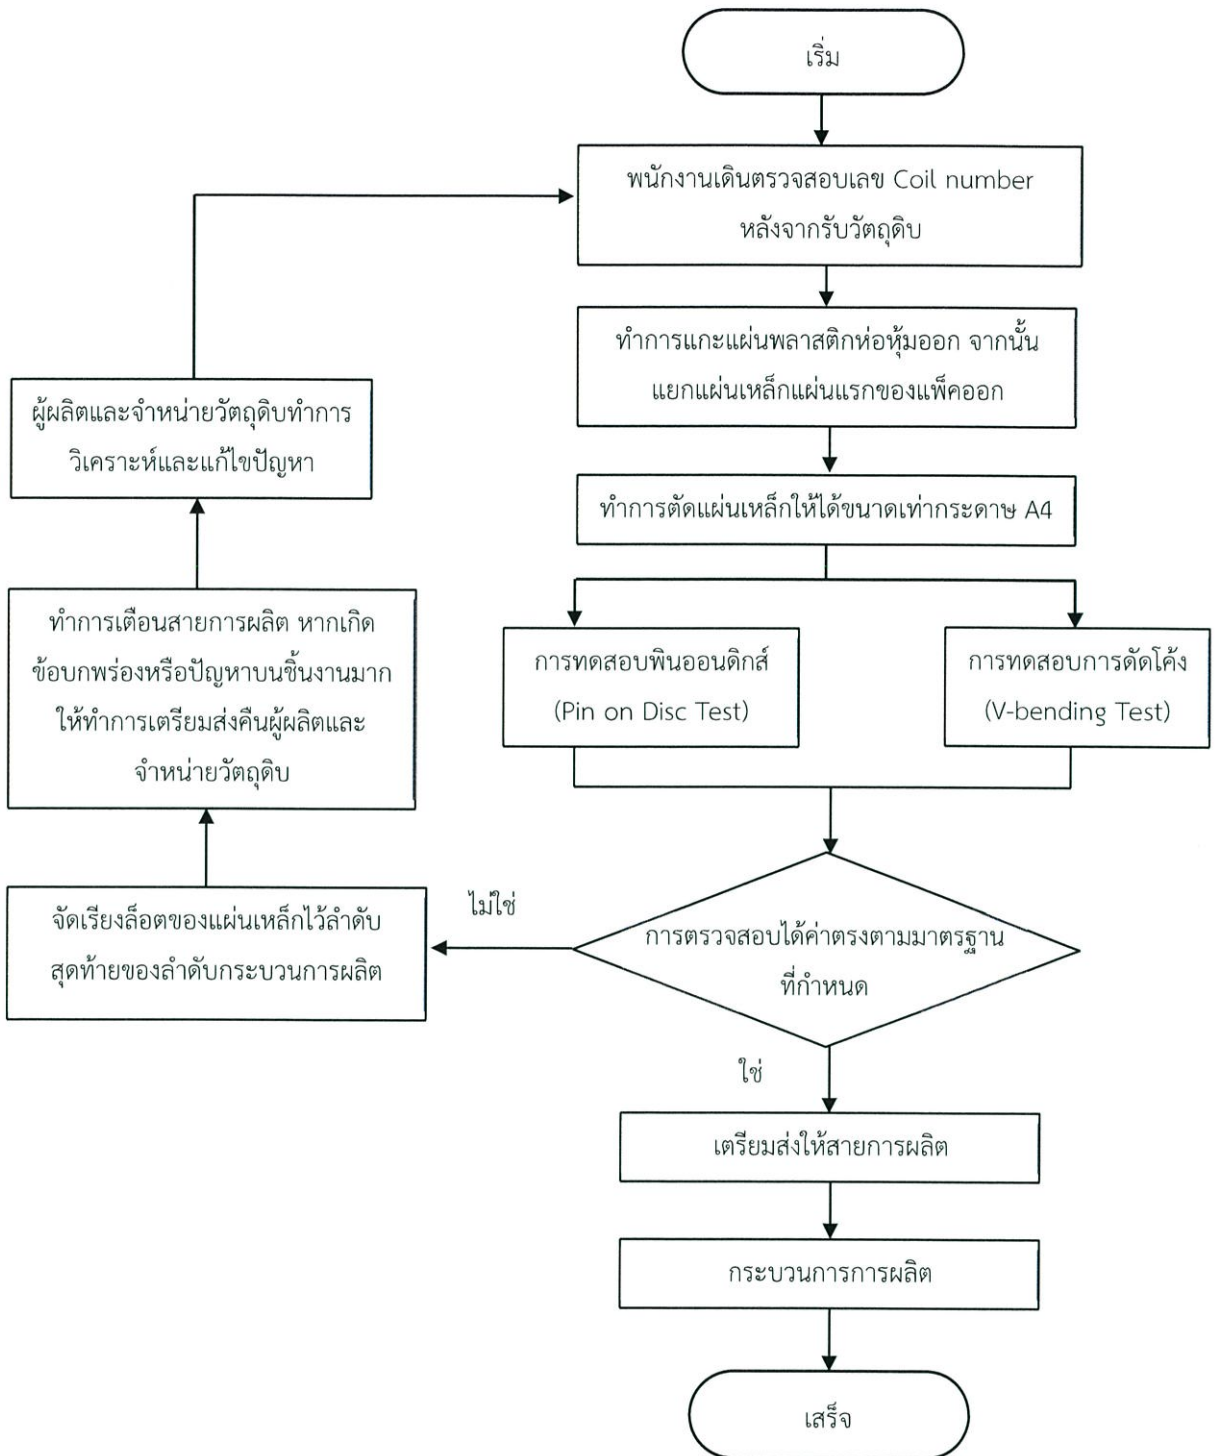 เริ่ม
พนักงานเดินตรวจสอบเลข Coil number
หลังจากรับวัตถุดิบ
ทำการแกะแผ่นพลาสติกห่อหุ้มออก จากนั้น
แยกแผ่นเหล็กแผ่นแรกของแพ็คออก
ทำการตัดแผ่นเหล็กให้ได้ขนาดเท่ากระดาษ A4
การทดสอบพินออนดิกส์
(Pin on Disc Test)
การทดสอบการดัดโค้ง
(V-bending Test)
การตรวจสอบได้ค่าตรงตามมาตรฐาน
ที่กำหนด
ไม่ใช่
จัดเรียงล็อตของแผ่นเหล็กไว้ลำดับ
สุดท้ายของลำดับกระบวนการผลิต
ทำการเตือนสายการผลิต หากเกิด
ข้อบกพร่องหรือปัญหาบนชิ้นงานมาก
ให้ทำการเตรียมส่งคืนผู้ผลิตและ
จำหน่ายวัตถุดิบ
ผู้ผลิตและจำหน่ายวัตถุดิบทำการ
วิเคราะห์และแก้ไขปัญหา
ใช่
เตรียมส่งให้สายการผลิต
กระบวนการการผลิต
เสร็จ